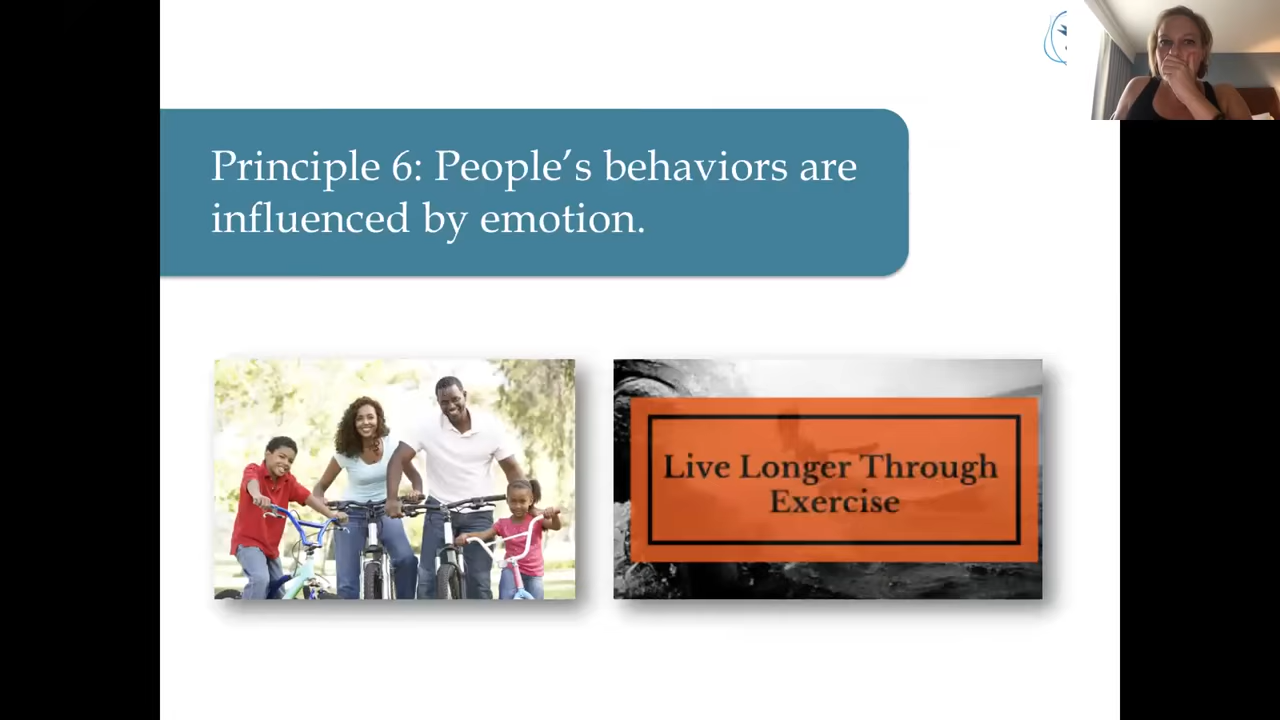 Principle 6: People’s behaviors are
influenced by emotion.
Live Longer Through
Exercise